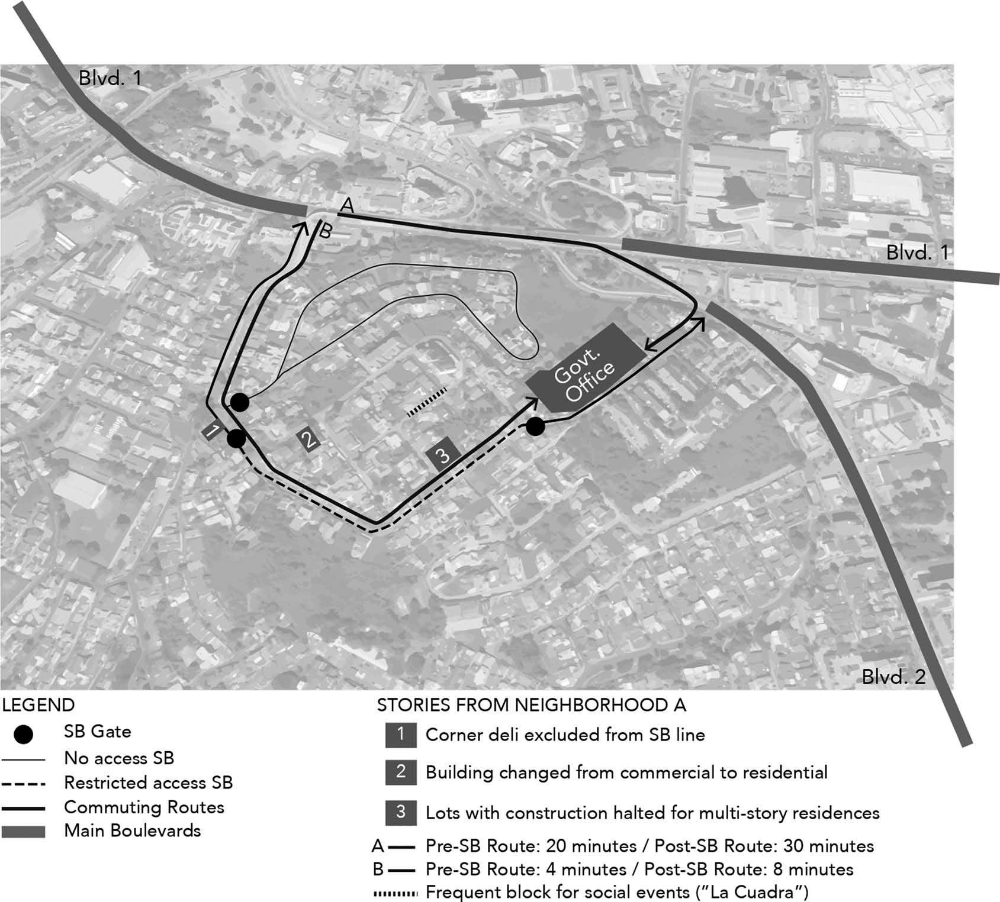 Blvd. 1
A
B
Blvd. 1
Govt.
Office
1
2
3
Blvd. 2
LEGEND
SB Gate
No access SB
Restricted access SB
Commuting Routes
Main Boulevards
STORIES FROM NEIGHBORHOOD A
1 Corner deli excluded from SB line
2 Building changed from commercial to residential
3 Lots with construction halted for multi-story residences
A Pre-SB Route: 20 minutes / Post-SB Route: 30 minutes
B Pre-SB Route: 4 minutes / Post-SB Route: 8 minutes
Frequent block for social events (”La Cuadra”)